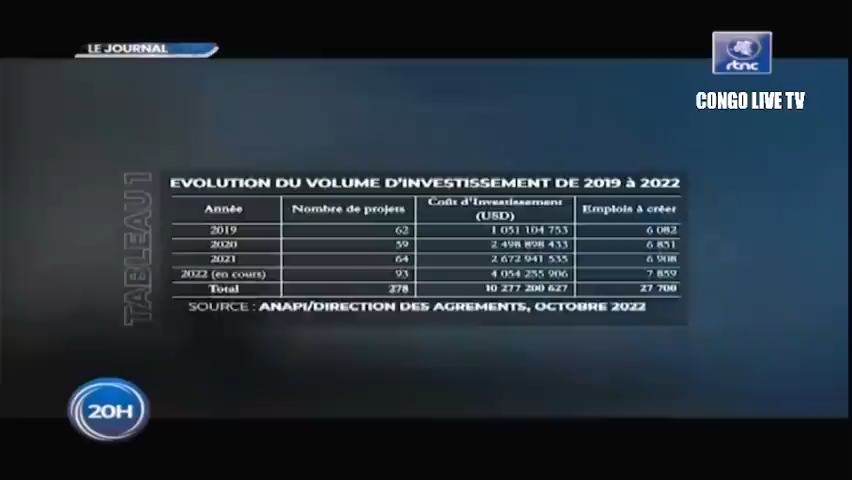 LE JOURNAL
rtnc
CONGO LIVE TV
TABLEAU 1
EVOLUTION DU VOLUME D'INVESTISSEMENT DE 2019 à 2022
Année Nombre de projets Coût d'Investissement (USD) Emplois à créer
2019 62 1 051 104 753 6 082
2020 59 2 498 898 433 6 851
2021 64 2 672 941 535 6 908
2022 (en cours) 93 4 054 255 906 7 859
Total 278 10 277 200 627 27 700
SOURCE : ANAPI/DIRECTION DES AGREMENTS, OCTOBRE 2022
20H